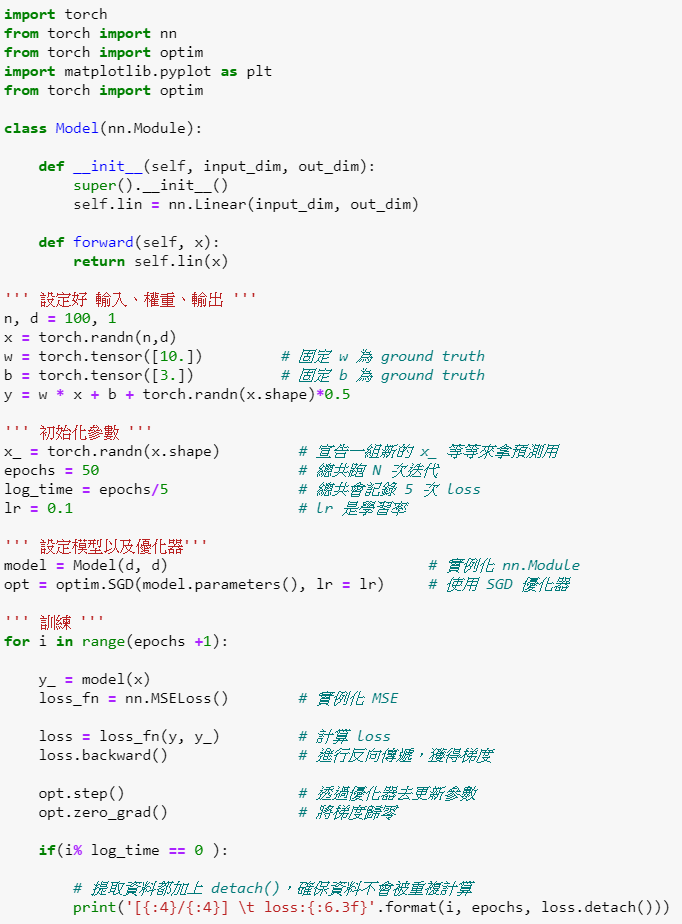 import torch
from torch import nn
from torch import optim
import matplotlib.pyplot as plt
from torch import optim

class Model(nn.Module):

    def __init__(self, input_dim, out_dim):
        super().__init__()
        self.lin = nn.Linear(input_dim, out_dim)

    def forward(self, x):
        return self.lin(x)

''' 設定好 輸入、權重、輸出 '''
n, d = 100, 1
x = torch.randn(n,d)
w = torch.tensor([10.])         # 固定 w 為 ground truth
b = torch.tensor([3.])          # 固定 b 為 ground truth
y = w * x + b + torch.randn(x.shape)*0.5

''' 初始化參數 '''
x_ = torch.randn(x.shape)         # 宣告一組新的 x_ 等等來拿預測用
epochs = 50                       # 總共跑 N 次迭代
log_time = epochs/5               # 總共會記錄 5 次 loss
lr = 0.1                          # lr 是學習率

''' 設定模型以及優化器'''
model = Model(d, d)                              # 實例化 nn.Module
opt = optim.SGD(model.parameters(), lr = lr)     # 使用 SGD 優化器

''' 訓練 '''
for i in range(epochs +1):

    y_ = model(x)
    loss_fn = nn.MSELoss()        # 實例化 MSE

    loss = loss_fn(y, y_)         # 計算 loss
    loss.backward()               # 進行反向傳遞，獲得梯度

    opt.step()                    # 透過優化器去更新參數
    opt.zero_grad()               # 將梯度歸零

    if(i% log_time == 0 ):

        # 提取資料都加上 detach()，確保資料不會被重複計算
        print('[{:4}/{:4}] \t loss:{:6.3f}'.format(i, epochs, loss.detach()))